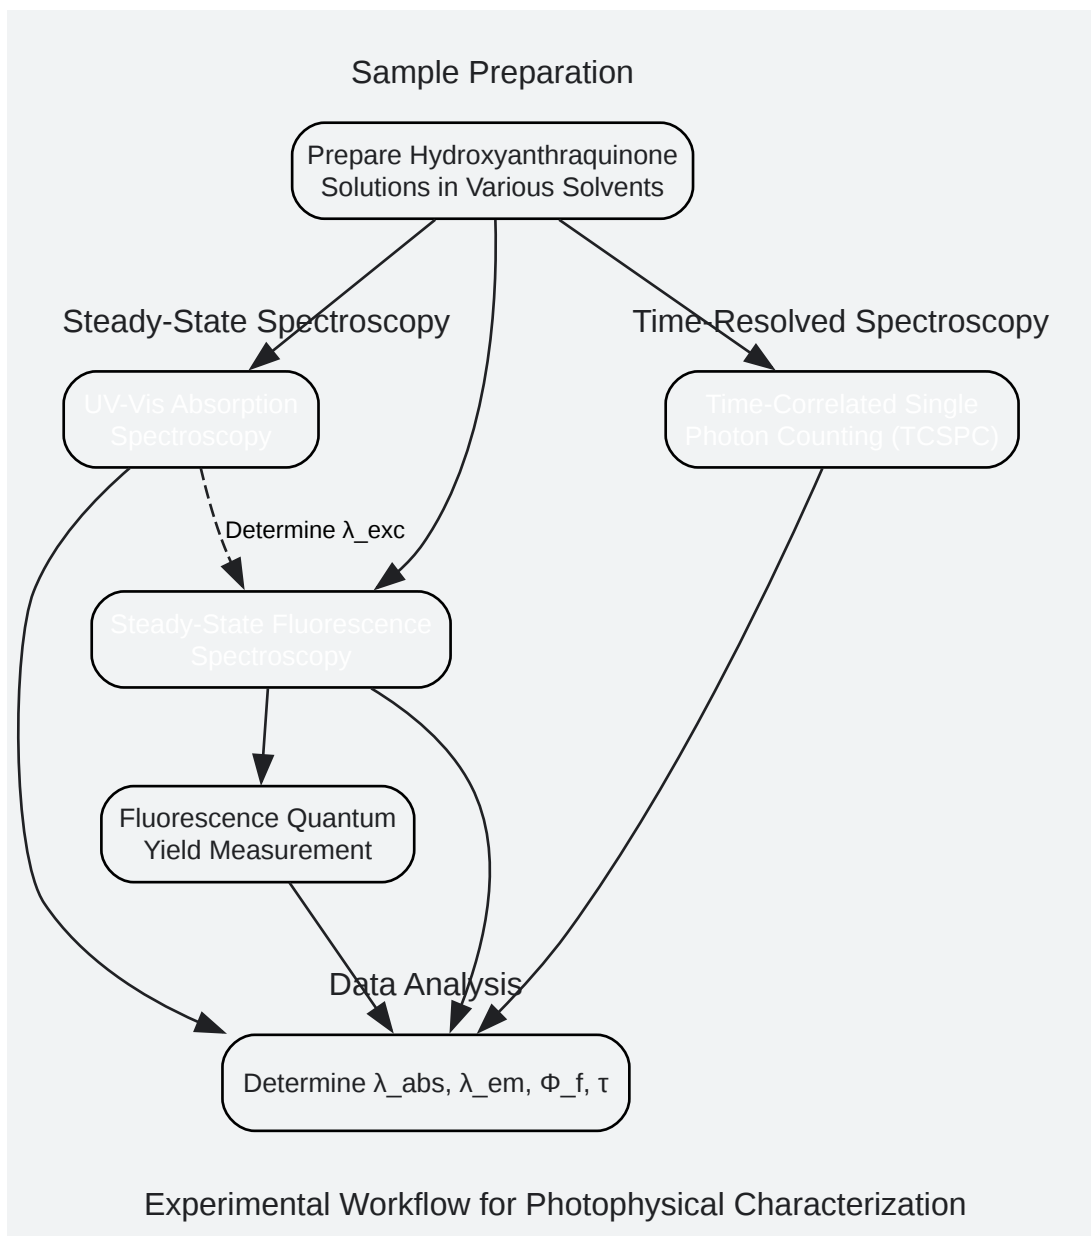 Sample Preparation
Prepare Hydroxyanthraquinone
Solutions in Various Solvents
Steady-State Spectroscopy
Time-Resolved Spectroscopy
UV-Vis Absorption
Spectroscopy
Time-Correlated Single
Photon Counting (TCSPC)
Determine λ_exc
Steady-State Fluorescence
Spectroscopy
Fluorescence Quantum
Yield Measurement
Data Analysis
Determine λ_abs, λ_em, Φ_f, τ
Experimental Workflow for Photophysical Characterization